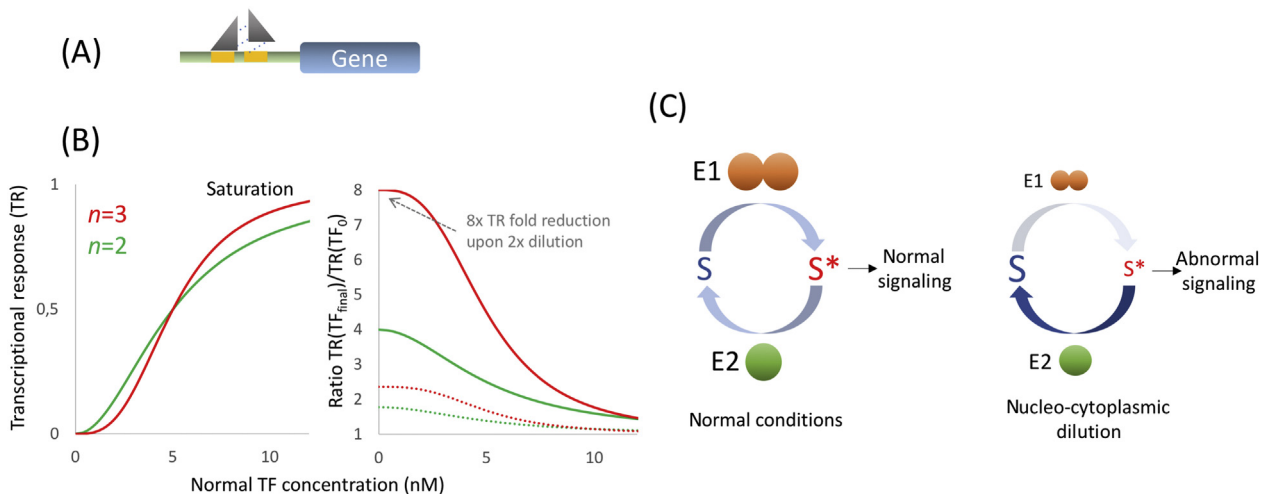 (A)
Gene
(B)
Transcriptional response (TR)
1
0,5
0
n=3
n=2
Saturation
0
5
10
Ratio TR(TFfinal)/TR(TF0)
8
7
6
5
4
3
2
1
8x TR fold reduction
upon 2x dilution
0
5
10
Normal TF concentration (nM)
(C)
E1
S
S*
Normal
signaling
E2
Normal conditions
E1
S
S*
Abnormal
signaling
E2
Nucleo-cytoplasmic
dilution